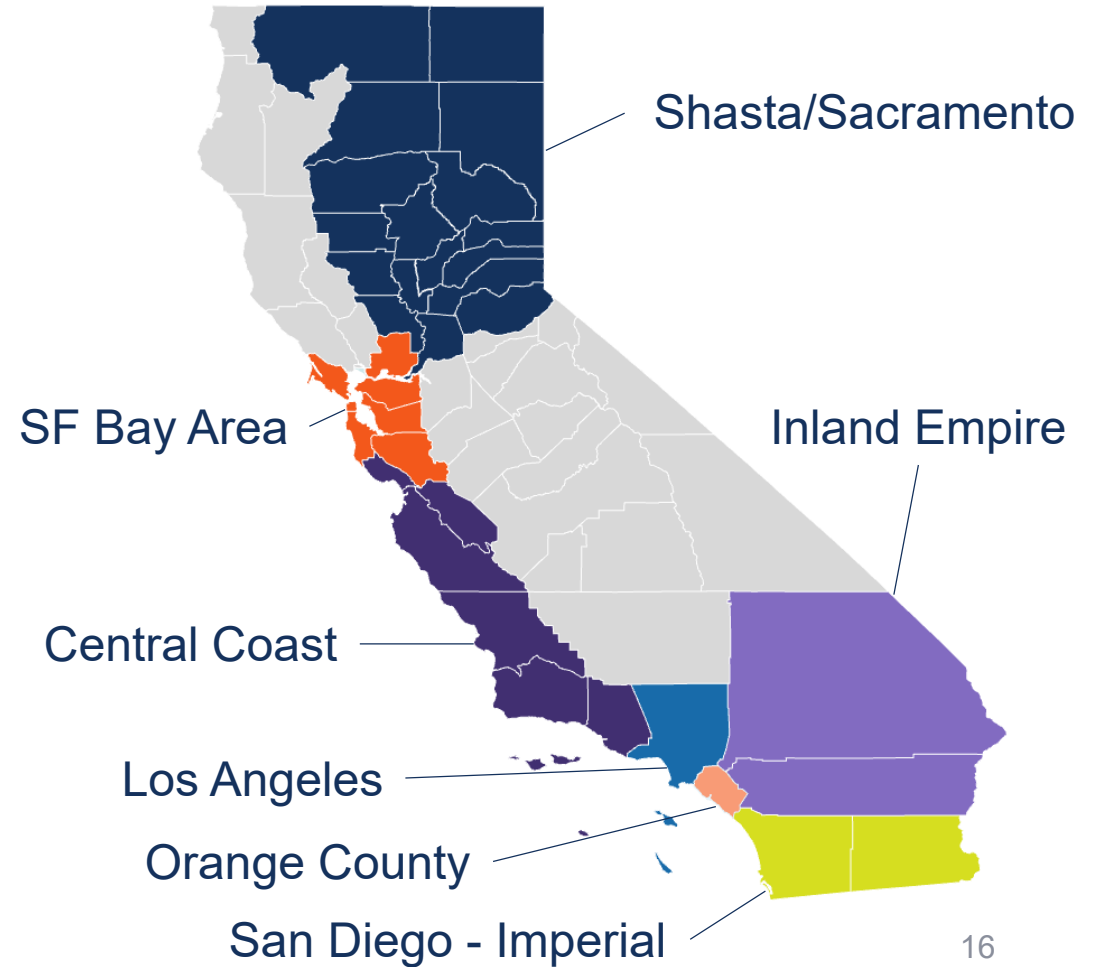 Shasta/Sacramento
SF Bay Area
Inland Empire
Central Coast
Los Angeles
Orange County
San Diego - Imperial
16